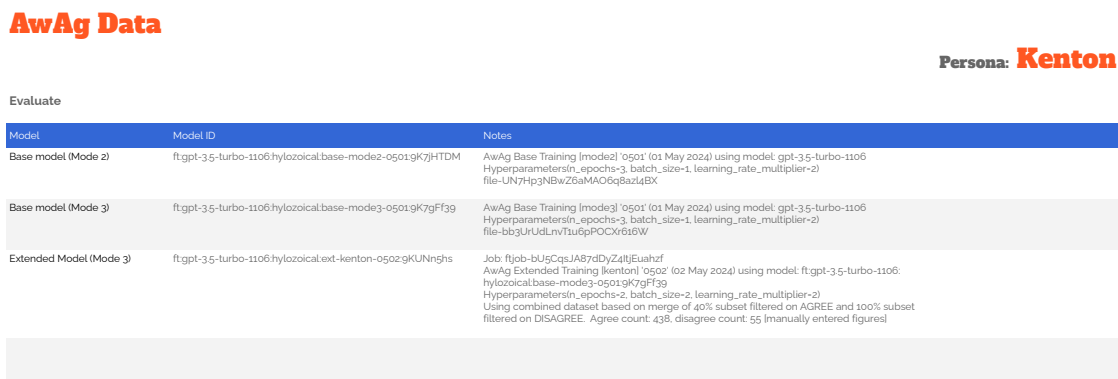 AwAg Data
Persona: Kenton
Evaluate
Model Model ID Notes
Base model (Mode 2) ft:gpt-3.5-turbo-1106:hylozoical:base-mode2-0501:9K7jHTDM AwAg Base Training [mode2] '0501' (01 May 2024) using model: gpt-3.5-turbo-1106
Hyperparameters(n_epochs=3, batch_size=1, learning_rate_multiplier=2)
file-UN7Hp3NBwZ6aMAO6q8azl4BX
Base model (Mode 3) ft:gpt-3.5-turbo-1106:hylozoical:base-mode3-0501:9K7gFf39 AwAg Base Training [mode3] '0501' (01 May 2024) using model: gpt-3.5-turbo-1106
Hyperparameters(n_epochs=3, batch_size=1, learning_rate_multiplier=2)
file-bb3UrUdLnvT1u6pPOCXr616W
Extended Model (Mode 3) ft:gpt-3.5-turbo-1106:hylozoical:ext-kenton-0502:9KUNn5hs Job: ftjob-bU5CqsJA87dDyZ4ItjEuahzf
AwAg Extended Training [kenton] '0502' (02 May 2024) using model: ft:gpt-3.5-turbo-1106:
hylozoical:base-mode3-0501:9K7gFf39
Hyperparameters(n_epochs=2, batch_size=2, learning_rate_multiplier=2)
Using combined dataset based on merge of 40% subset filtered on AGREE and 100% subset
filtered on DISAGREE. Agree count: 438, disagree count: 55 [manually entered figures]